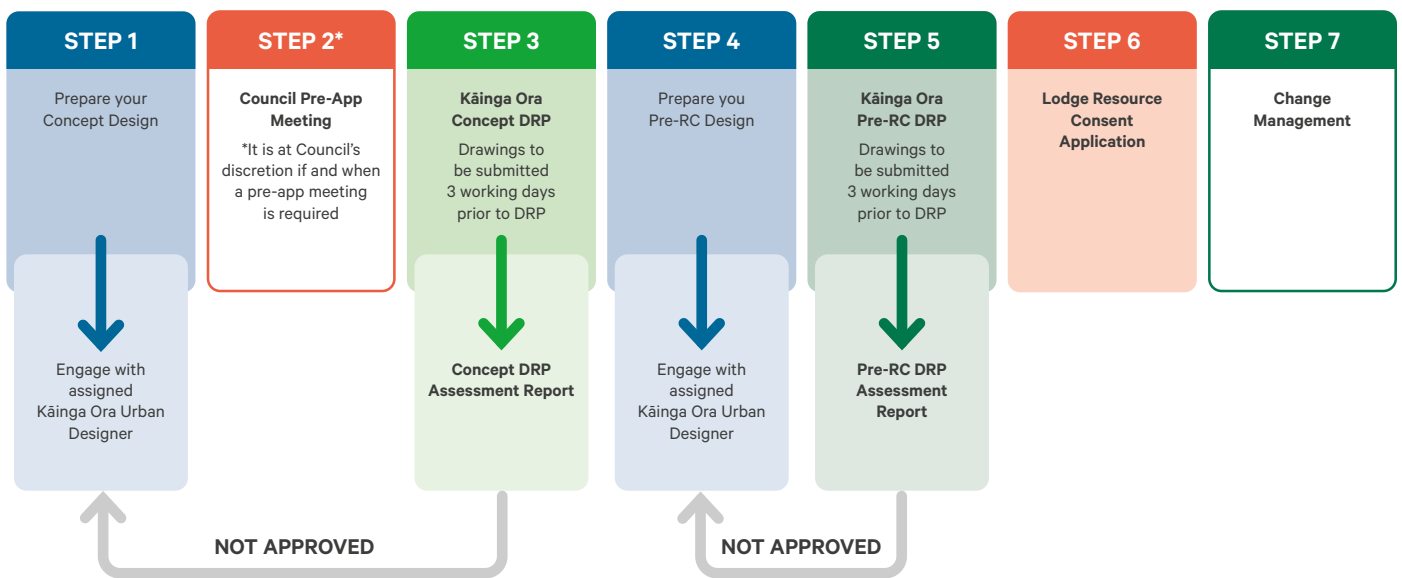 STEP 1
Prepare your
Concept Design
Engage with
assigned
Kāinga Ora Urban
Designer
STEP 2*
Council Pre-App
Meeting
*It is at Council’s
discretion if and when
a pre-app meeting
is required
STEP 3
Kāinga Ora
Concept DRP
Drawings to
be submitted
3 working days
prior to DRP
Concept DRP
Assessment Report
NOT APPROVED
STEP 4
Prepare you
Pre-RC Design
Engage with
assigned
Kāinga Ora Urban
Designer
STEP 5
Kāinga Ora
Pre-RC DRP
Drawings to
be submitted
3 working days
prior to DRP
Pre-RC DRP
Assessment
Report
NOT APPROVED
STEP 6
Lodge Resource
Consent
Application
STEP 7
Change
Management